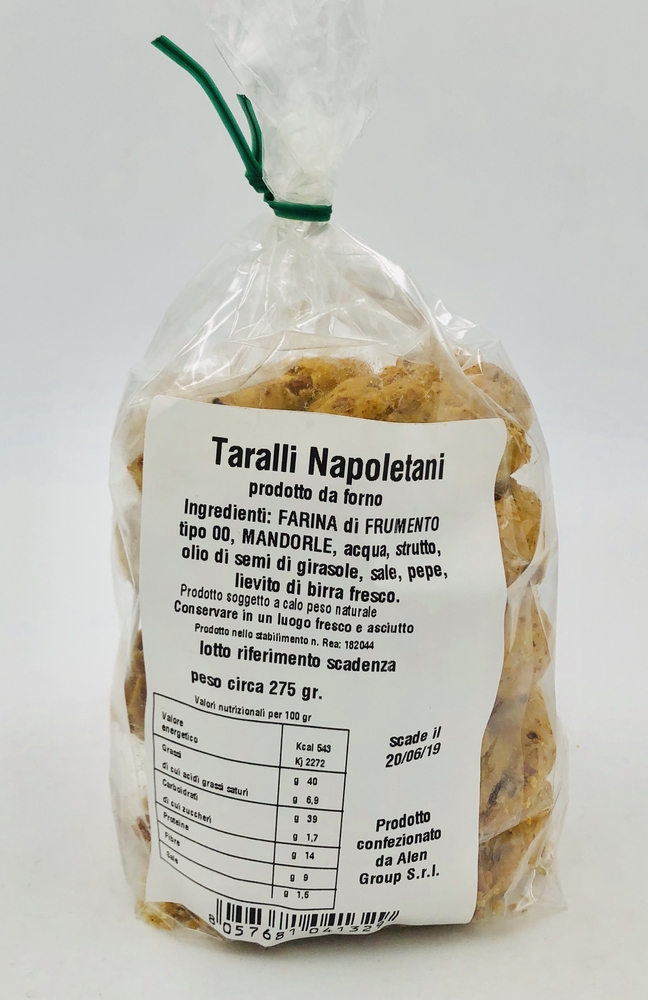 Taralli Napoletani
prodotto da forno
Ingredienti: FARINA di FRUMENTO
tipo 00, MANDORLE, acqua, strutto,
olio di semi di girasole, sale, pepe,
lievito di birra fresco.
Prodotto soggetto a calo peso naturale
Conservare in un luogo fresco e asciutto
Prodotto nello stabilimento n. Rea: 182044
lotto riferimento scadenza
peso circa 275 gr.
Valori nutrizionali per 100 gr
Valore energetico Kcal 543
Kj 2272
Grassi g 40
di cui acidi grassi saturi g 6,9
Carboidrati g 39
di cui zuccheri g 1,7
Proteine g 14
Fibre g 9
Sale g 1,5
scade il
20/06/19
Prodotto
confezionato
da Alen
Group S.r.l.
8 057681 041329